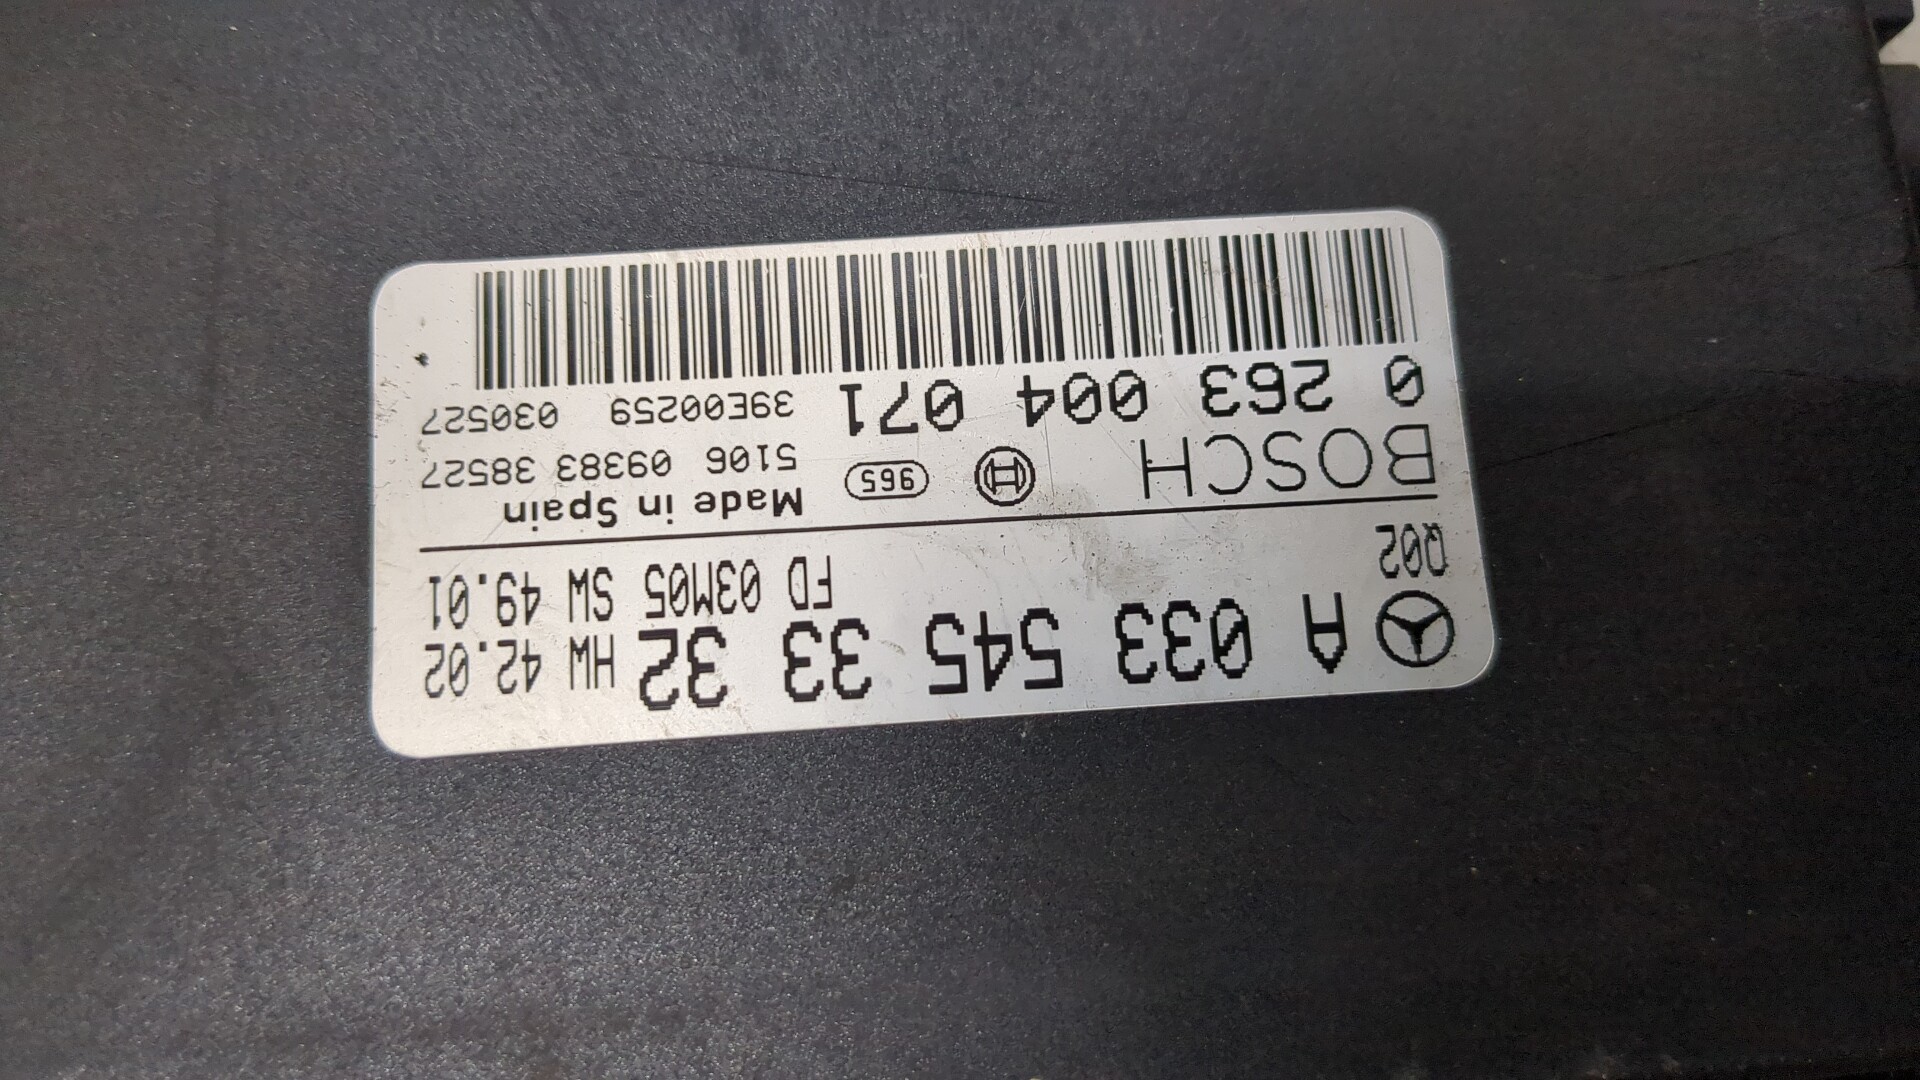 A 033 545 33 32 HW 42.02
Q02 FD 03M05 SW 49.01
BOSCH 965 Made in Spain
5106 09383 38527
0 263 004 071 39E00259 030527